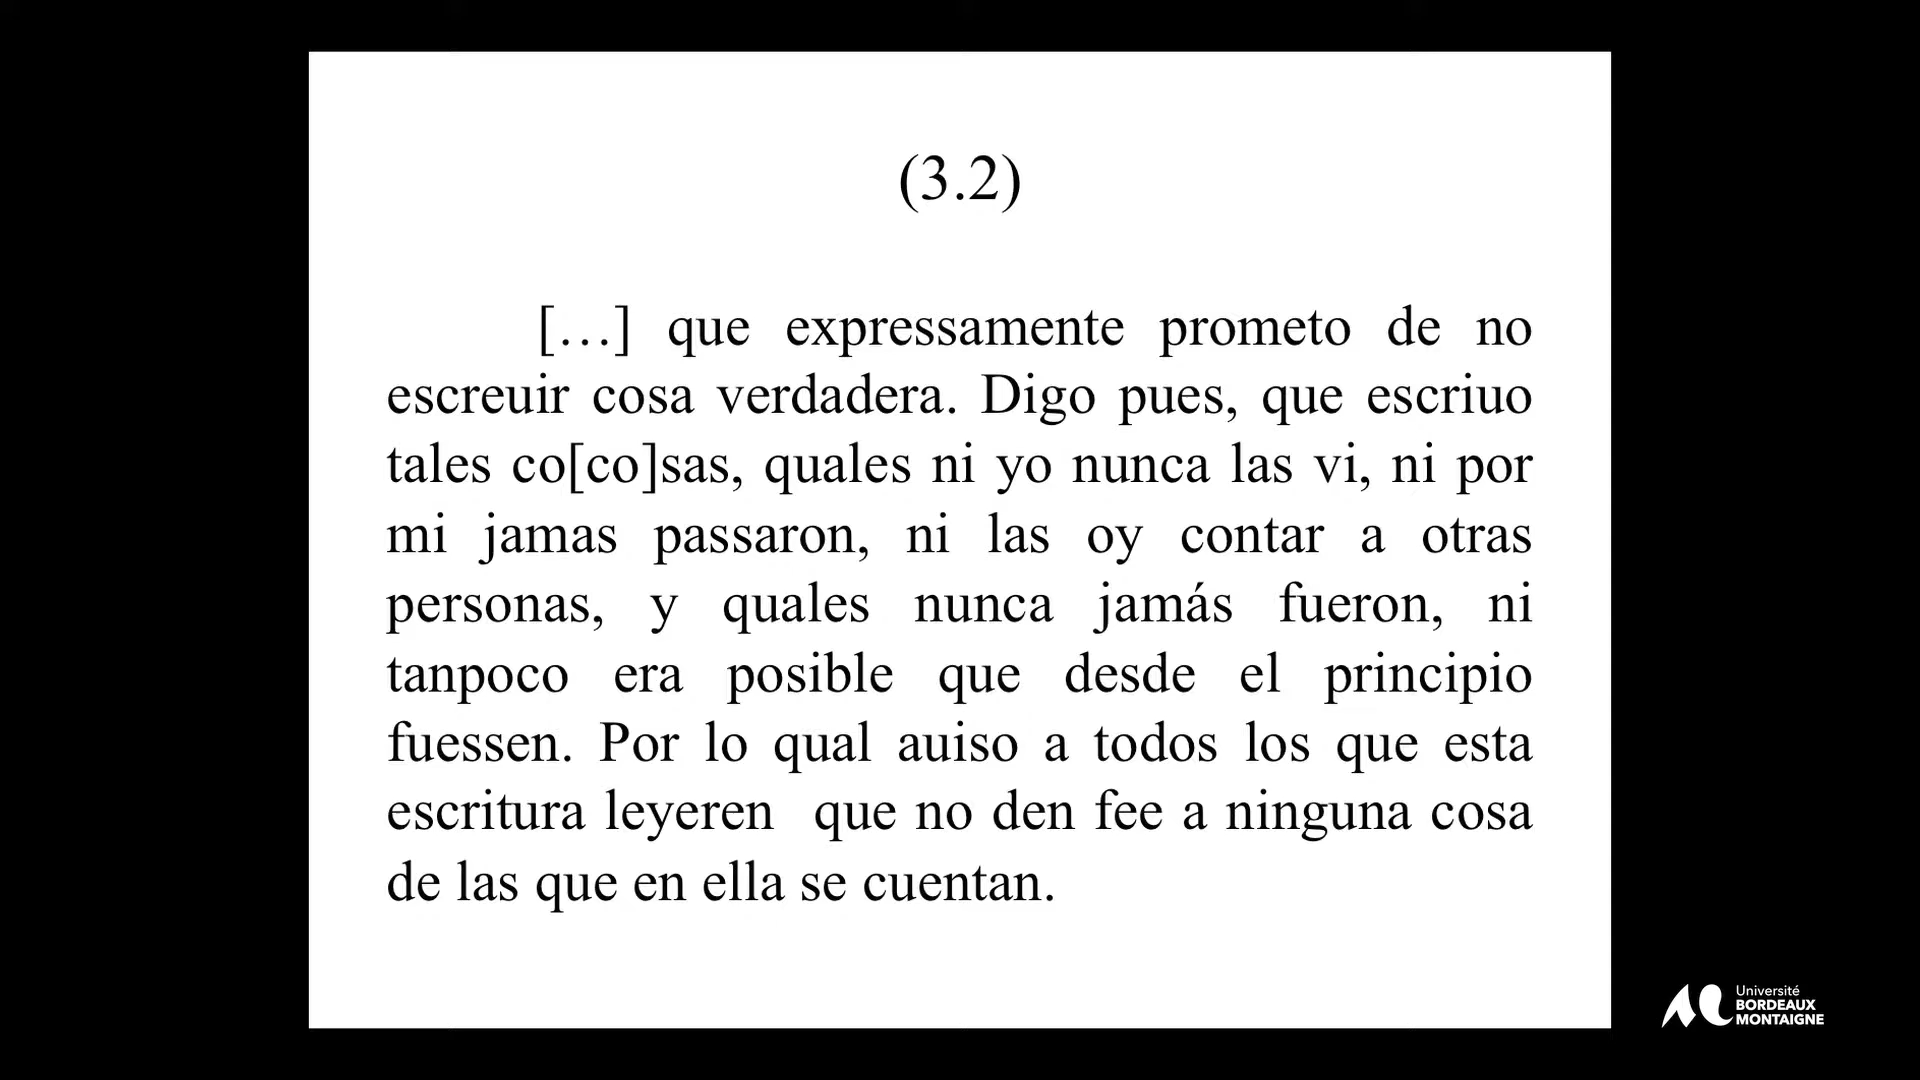 (3.2)
[…] que expressamente prometo de no
escreuir cosa verdadera. Digo pues, que escriuo
tales co[co]sas, quales ni yo nunca las vi, ni por
mi jamas passaron, ni las oy contar a otras
personas, y quales nunca jamás fueron, ni
tanpoco era posible que desde el principio
fuessen. Por lo qual auiso a todos los que esta
escritura leyeren  que no den fee a ninguna cosa
de las que en ella se cuentan.
Université
BORDEAUX
MONTAIGNE